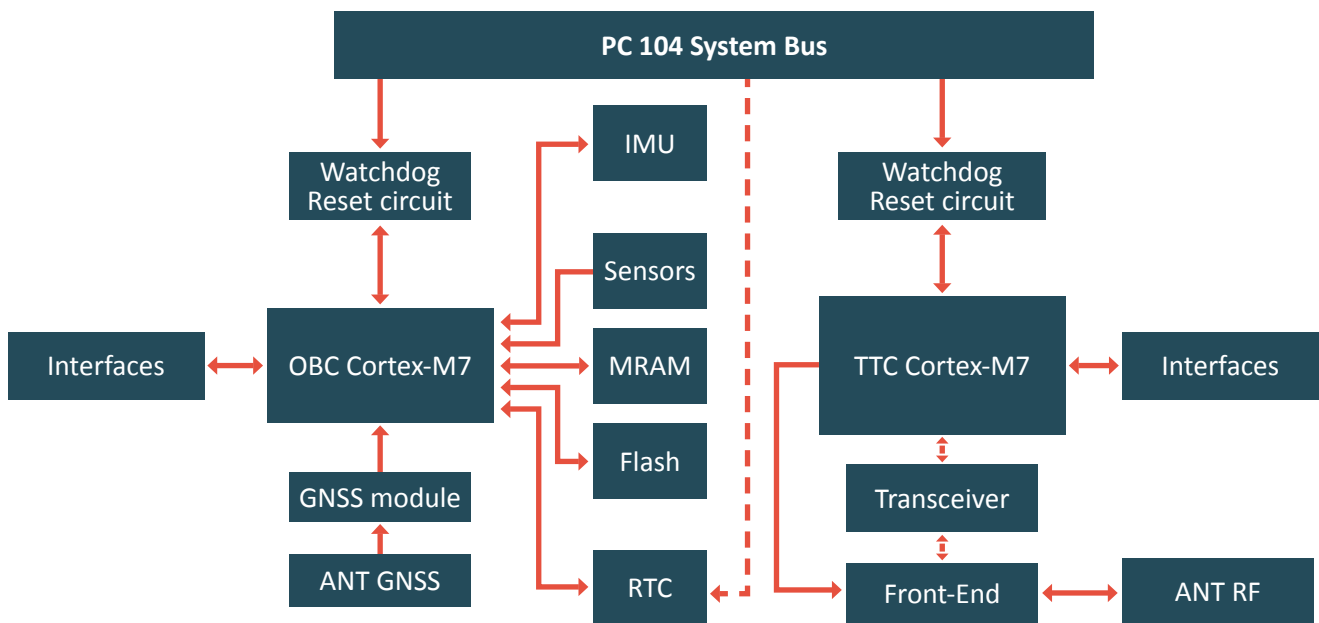 PC 104 System Bus
Watchdog
Reset circuit
IMU
Watchdog
Reset circuit
Sensors
Interfaces
OBC Cortex-M7
MRAM
TTC Cortex-M7
Interfaces
Flash
GNSS module
Transceiver
ANT GNSS
RTC
Front-End
ANT RF